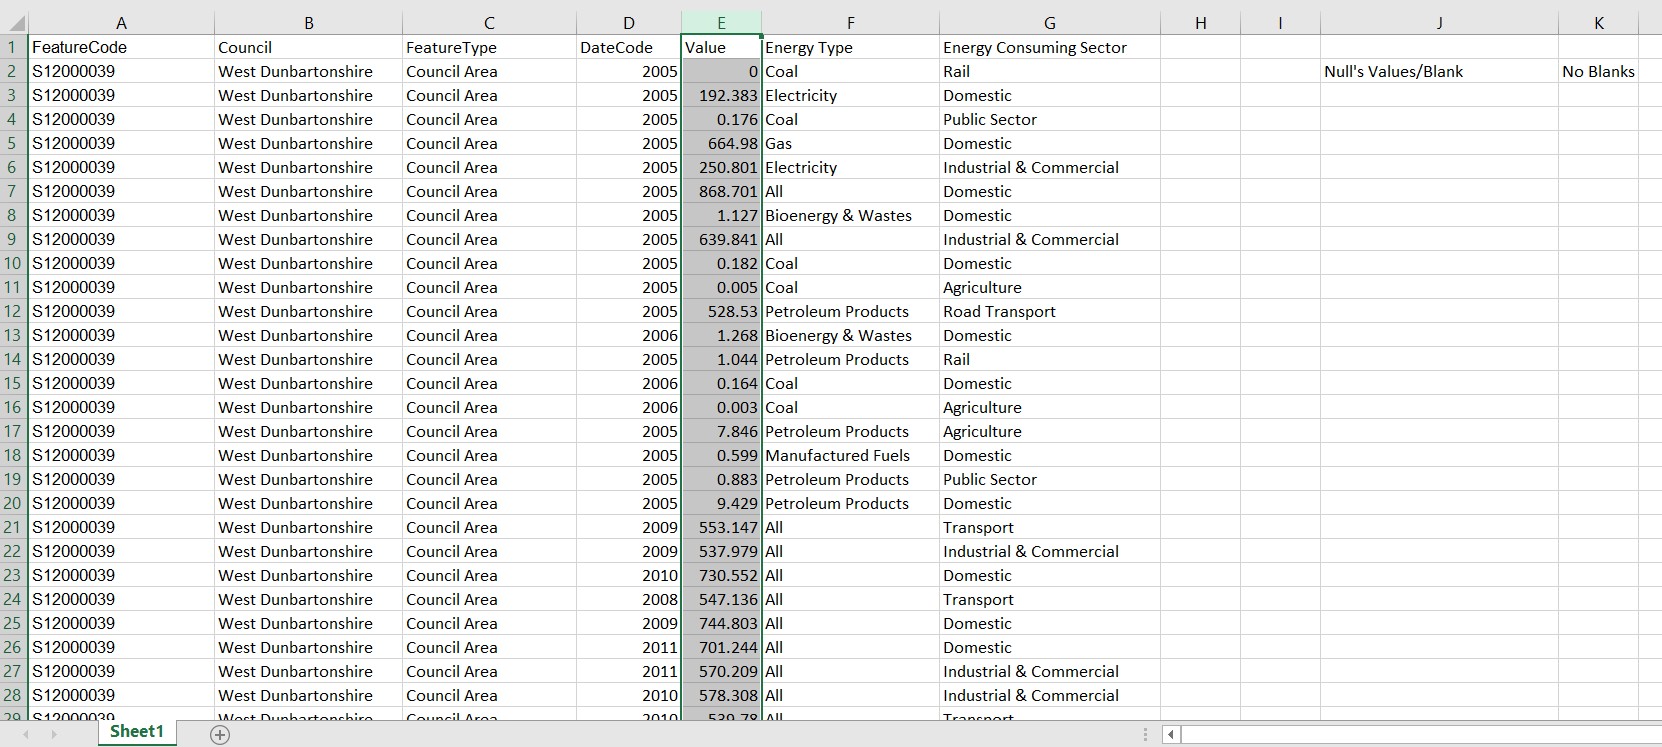 A B C D E F G H I J K
1 FeatureCode Council FeatureType DateCode Value Energy Type Energy Consuming Sector
2 S12000039 West Dunbartonshire Council Area 2005 0 Coal Rail Null's Values/Blank No Blanks
3 S12000039 West Dunbartonshire Council Area 2005 192.383 Electricity Domestic
4 S12000039 West Dunbartonshire Council Area 2005 0.176 Coal Public Sector
5 S12000039 West Dunbartonshire Council Area 2005 664.98 Gas Domestic
6 S12000039 West Dunbartonshire Council Area 2005 250.801 Electricity Industrial & Commercial
7 S12000039 West Dunbartonshire Council Area 2005 868.701 All Domestic
8 S12000039 West Dunbartonshire Council Area 2005 1.127 Bioenergy & Wastes Domestic
9 S12000039 West Dunbartonshire Council Area 2005 639.841 All Industrial & Commercial
10 S12000039 West Dunbartonshire Council Area 2005 0.182 Coal Domestic
11 S12000039 West Dunbartonshire Council Area 2005 0.005 Coal Agriculture
12 S12000039 West Dunbartonshire Council Area 2005 528.53 Petroleum Products Road Transport
13 S12000039 West Dunbartonshire Council Area 2006 1.268 Bioenergy & Wastes Domestic
14 S12000039 West Dunbartonshire Council Area 2005 1.044 Petroleum Products Rail
15 S12000039 West Dunbartonshire Council Area 2006 0.164 Coal Domestic
16 S12000039 West Dunbartonshire Council Area 2006 0.003 Coal Agriculture
17 S12000039 West Dunbartonshire Council Area 2005 7.846 Petroleum Products Agriculture
18 S12000039 West Dunbartonshire Council Area 2005 0.599 Manufactured Fuels Domestic
19 S12000039 West Dunbartonshire Council Area 2005 0.883 Petroleum Products Public Sector
20 S12000039 West Dunbartonshire Council Area 2005 9.429 Petroleum Products Domestic
21 S12000039 West Dunbartonshire Council Area 2009 553.147 All Transport
22 S12000039 West Dunbartonshire Council Area 2009 537.979 All Industrial & Commercial
23 S12000039 West Dunbartonshire Council Area 2010 730.552 All Domestic
24 S12000039 West Dunbartonshire Council Area 2008 547.136 All Transport
25 S12000039 West Dunbartonshire Council Area 2009 744.803 All Domestic
26 S12000039 West Dunbartonshire Council Area 2011 701.244 All Domestic
27 S12000039 West Dunbartonshire Council Area 2011 570.209 All Industrial & Commercial
28 S12000039 West Dunbartonshire Council Area 2010 578.308 All Industrial & Commercial
29 S12000039 West Dunbartonshire Council Area 2010 539.78 All Transport
Sheet1